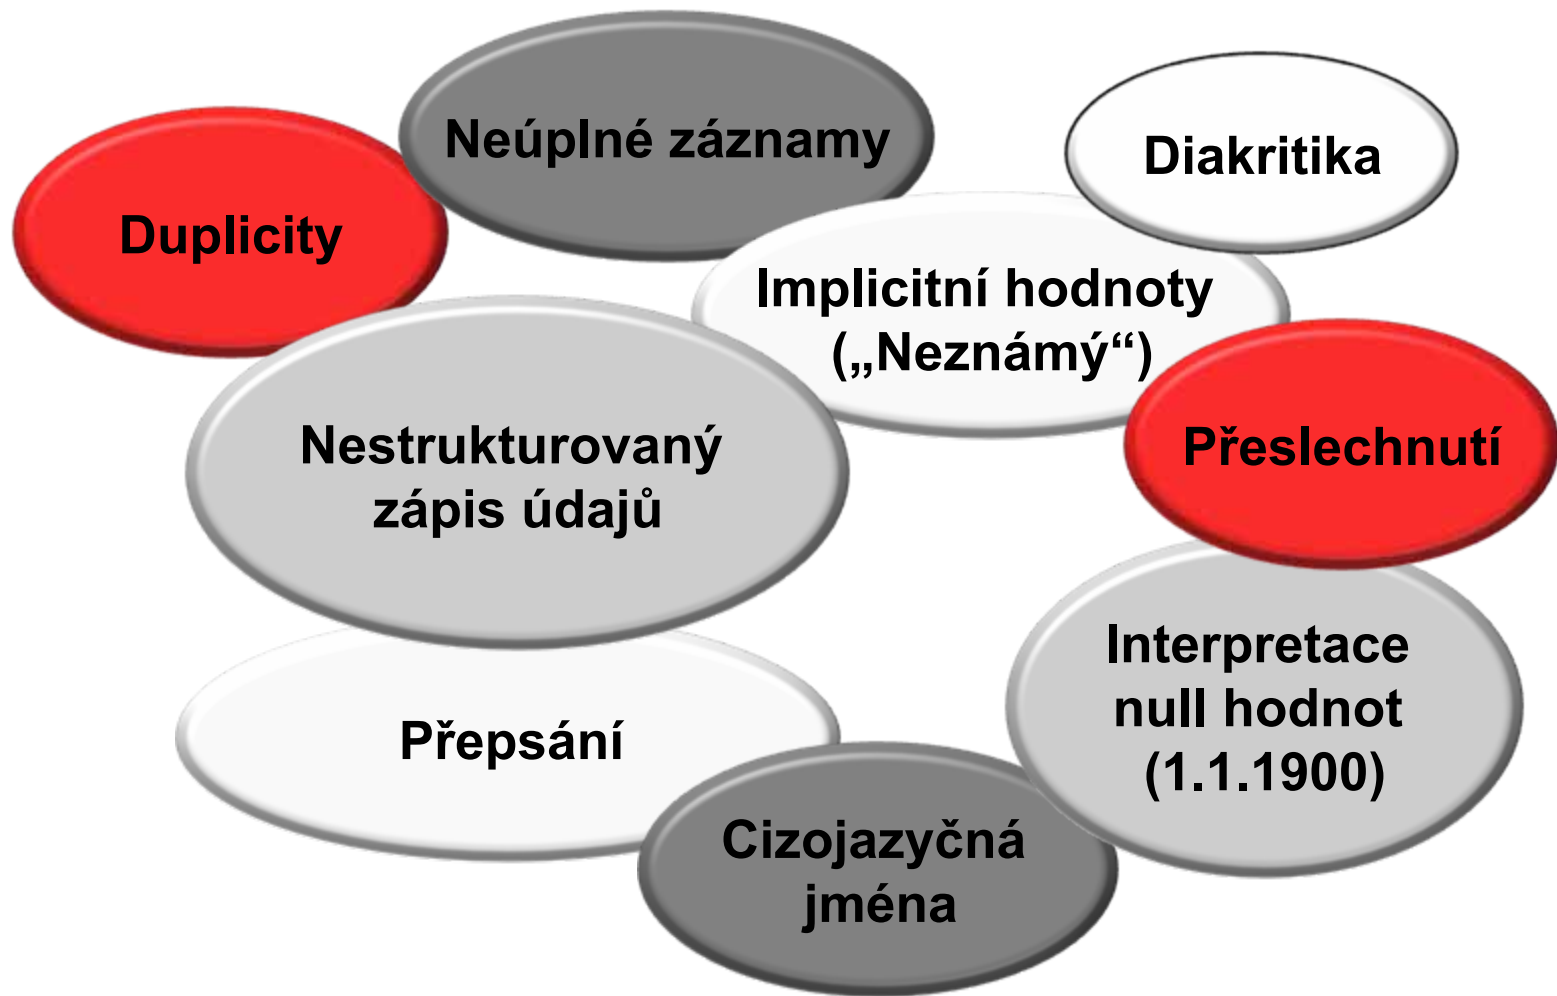 Neúplné záznamy
Diakritika
Duplicity
Implicitní hodnoty
(„Neznámý“)
Přeslechnutí
Nestrukturovaný
zápis údajů
Interpretace
null hodnot
(1.1.1900)
Přepsání
Cizojazyčná
jména